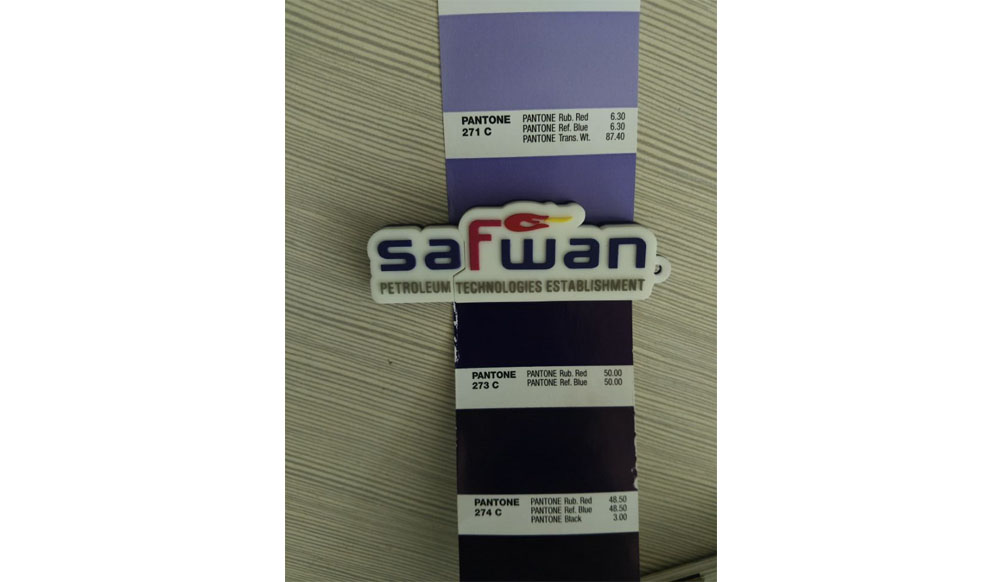 PANTONE PANTONE Rub. Red 6.30
271 C PANTONE Ref. Blue 6.30
PANTONE Trans. Wt. 87.40
safwan
PETROLEUM TECHNOLOGIES ESTABLISHMENT
PANTONE PANTONE Rub. Red 50.00
273 C PANTONE Ref. Blue 50.00
PANTONE PANTONE Rub. Red 48.50
274 C PANTONE Ref. Blue 48.50
PANTONE Black 3.00